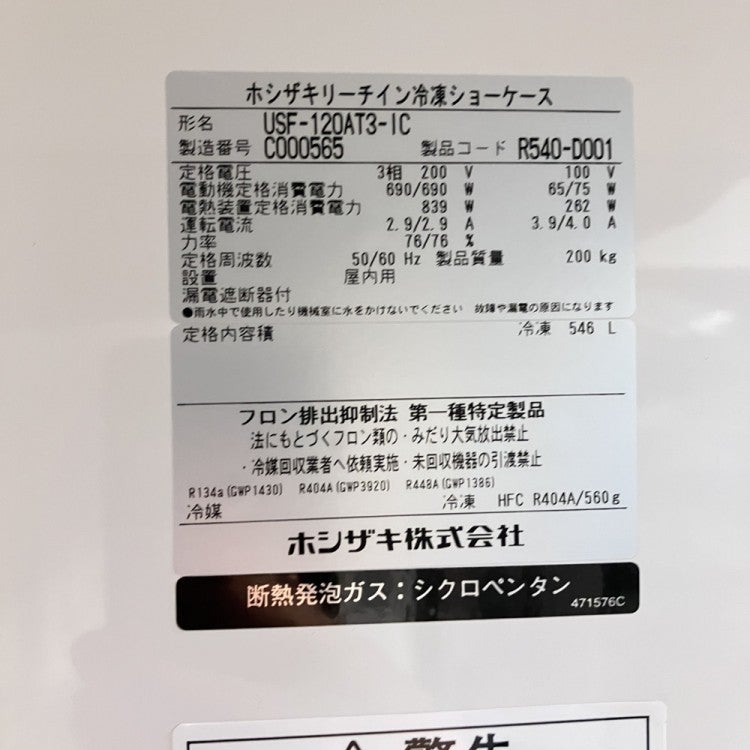 ホシザキリーチイン冷凍ショーケース
形名 USF-120AT3-1C
製造番号 C000565 製品コード R540-D001
定格電圧 3相 200 V 100 V
電動機定格消費電力 690/690 W 65/75 W
電熱装置定格消費電力 839 W 262 W
運転電流 2.9/2.9 A 3.9/4.0 A
力率 76/76 %
定格周波数 50/60 Hz 製品質量 200 kg
設置 屋内用
漏電遮断器付
●雨水中で使用したり機械室に水をかけないでください 故障や漏電の原因になります
定格内容積 冷凍 546 L
フロン排出抑制法 第一種特定製品
法にもとづくフロン類の・みだり大気放出禁止
・冷媒回収業者へ依頼実施・未回収機器の引渡禁止
R134a(GWP1430) R404A(GWP3920) R448A(GWP1386)
冷媒 冷凍 HFC R404A/560g
ホシザキ株式会社
断熱発泡ガス：シクロペンタン
471576C